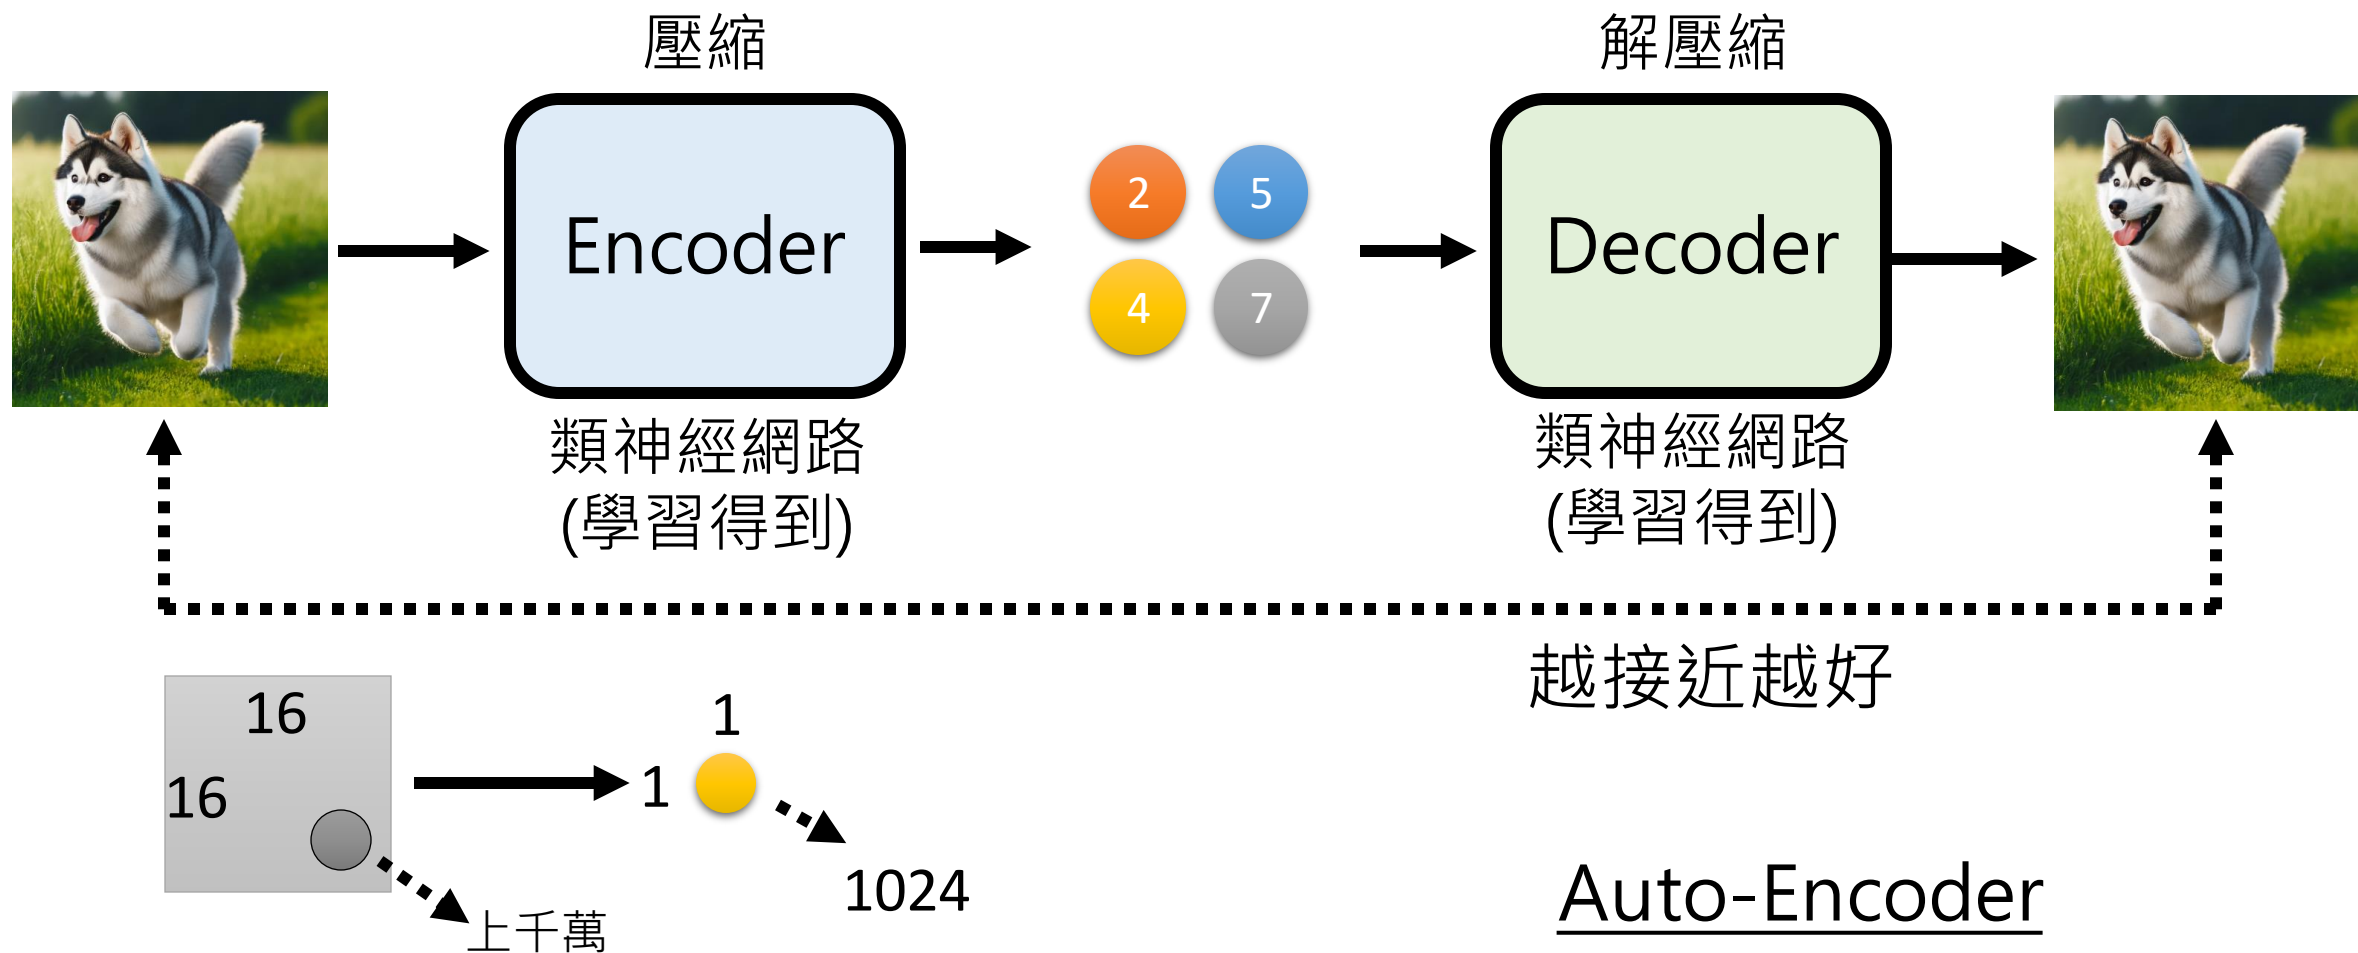 壓縮
解壓縮
Encoder
2
5
4
7
Decoder
類神經網路
(學習得到)
類神經網路
(學習得到)
越接近越好
16
16
1
1
上千萬
1024
Auto-Encoder